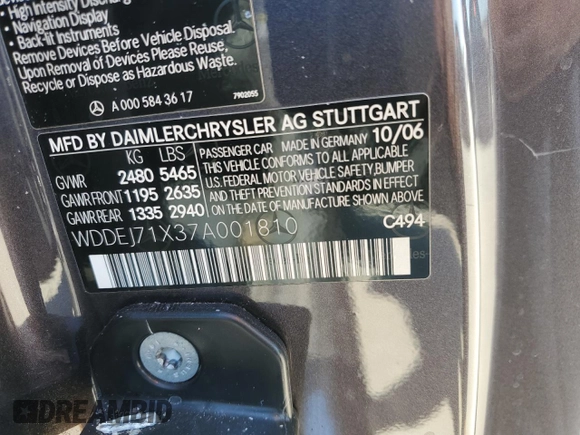 High Intensity Discharge
• Navigation Display
• Back-lit Instruments
Remove Devices Before Vehicle Disposal.
Upon Removal of Devices Please Reuse,
Recycle or Dispose as Hazardous Waste.
A 000 584 36 17
7902055
MFD BY DAIMLERCHRYSLER AG STUTTGART
KG LBS
GVWR 2480 5465
GAWR FRONT 1195 2635
GAWR REAR 1335 2940
PASSENGER CAR MADE IN GERMANY 10/06
THIS VEHICLE CONFORMS TO ALL APPLICABLE
U.S. FEDERAL MOTOR VEHICLE SAFETY, BUMPER
AND THEFT PREVENTION STANDARDS IN EFFECT
ON THE DATE OF MANUFACTURE SHOWN ABOVE.
WDDEJ71X37A001810
C494
DREAMBID